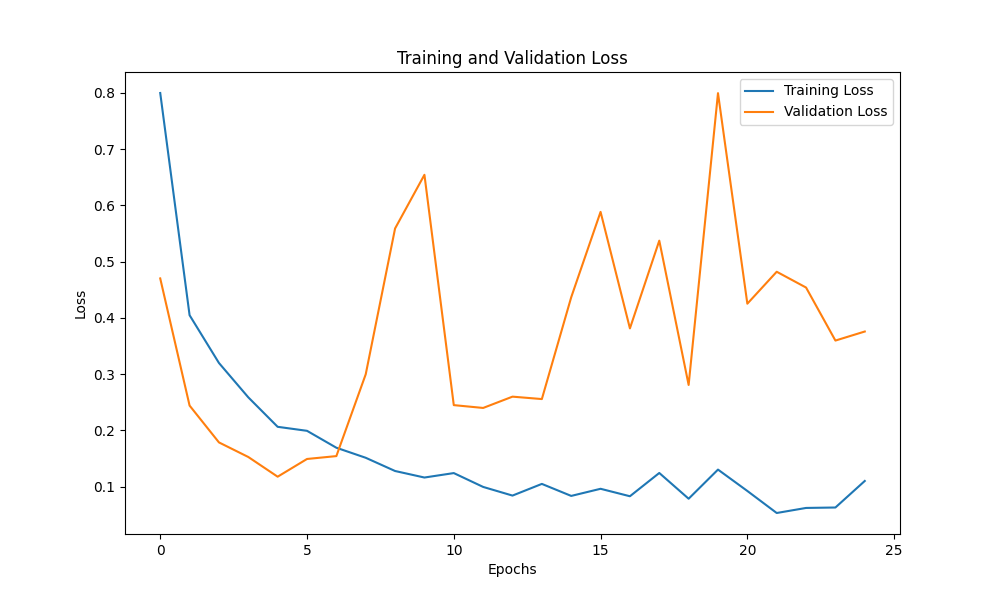 Training and Validation Loss
Training Loss
Validation Loss
0.8
0.7
0.6
0.5
0.4
0.3
0.2
0.1
Loss
0 5 10 15 20 25
Epochs